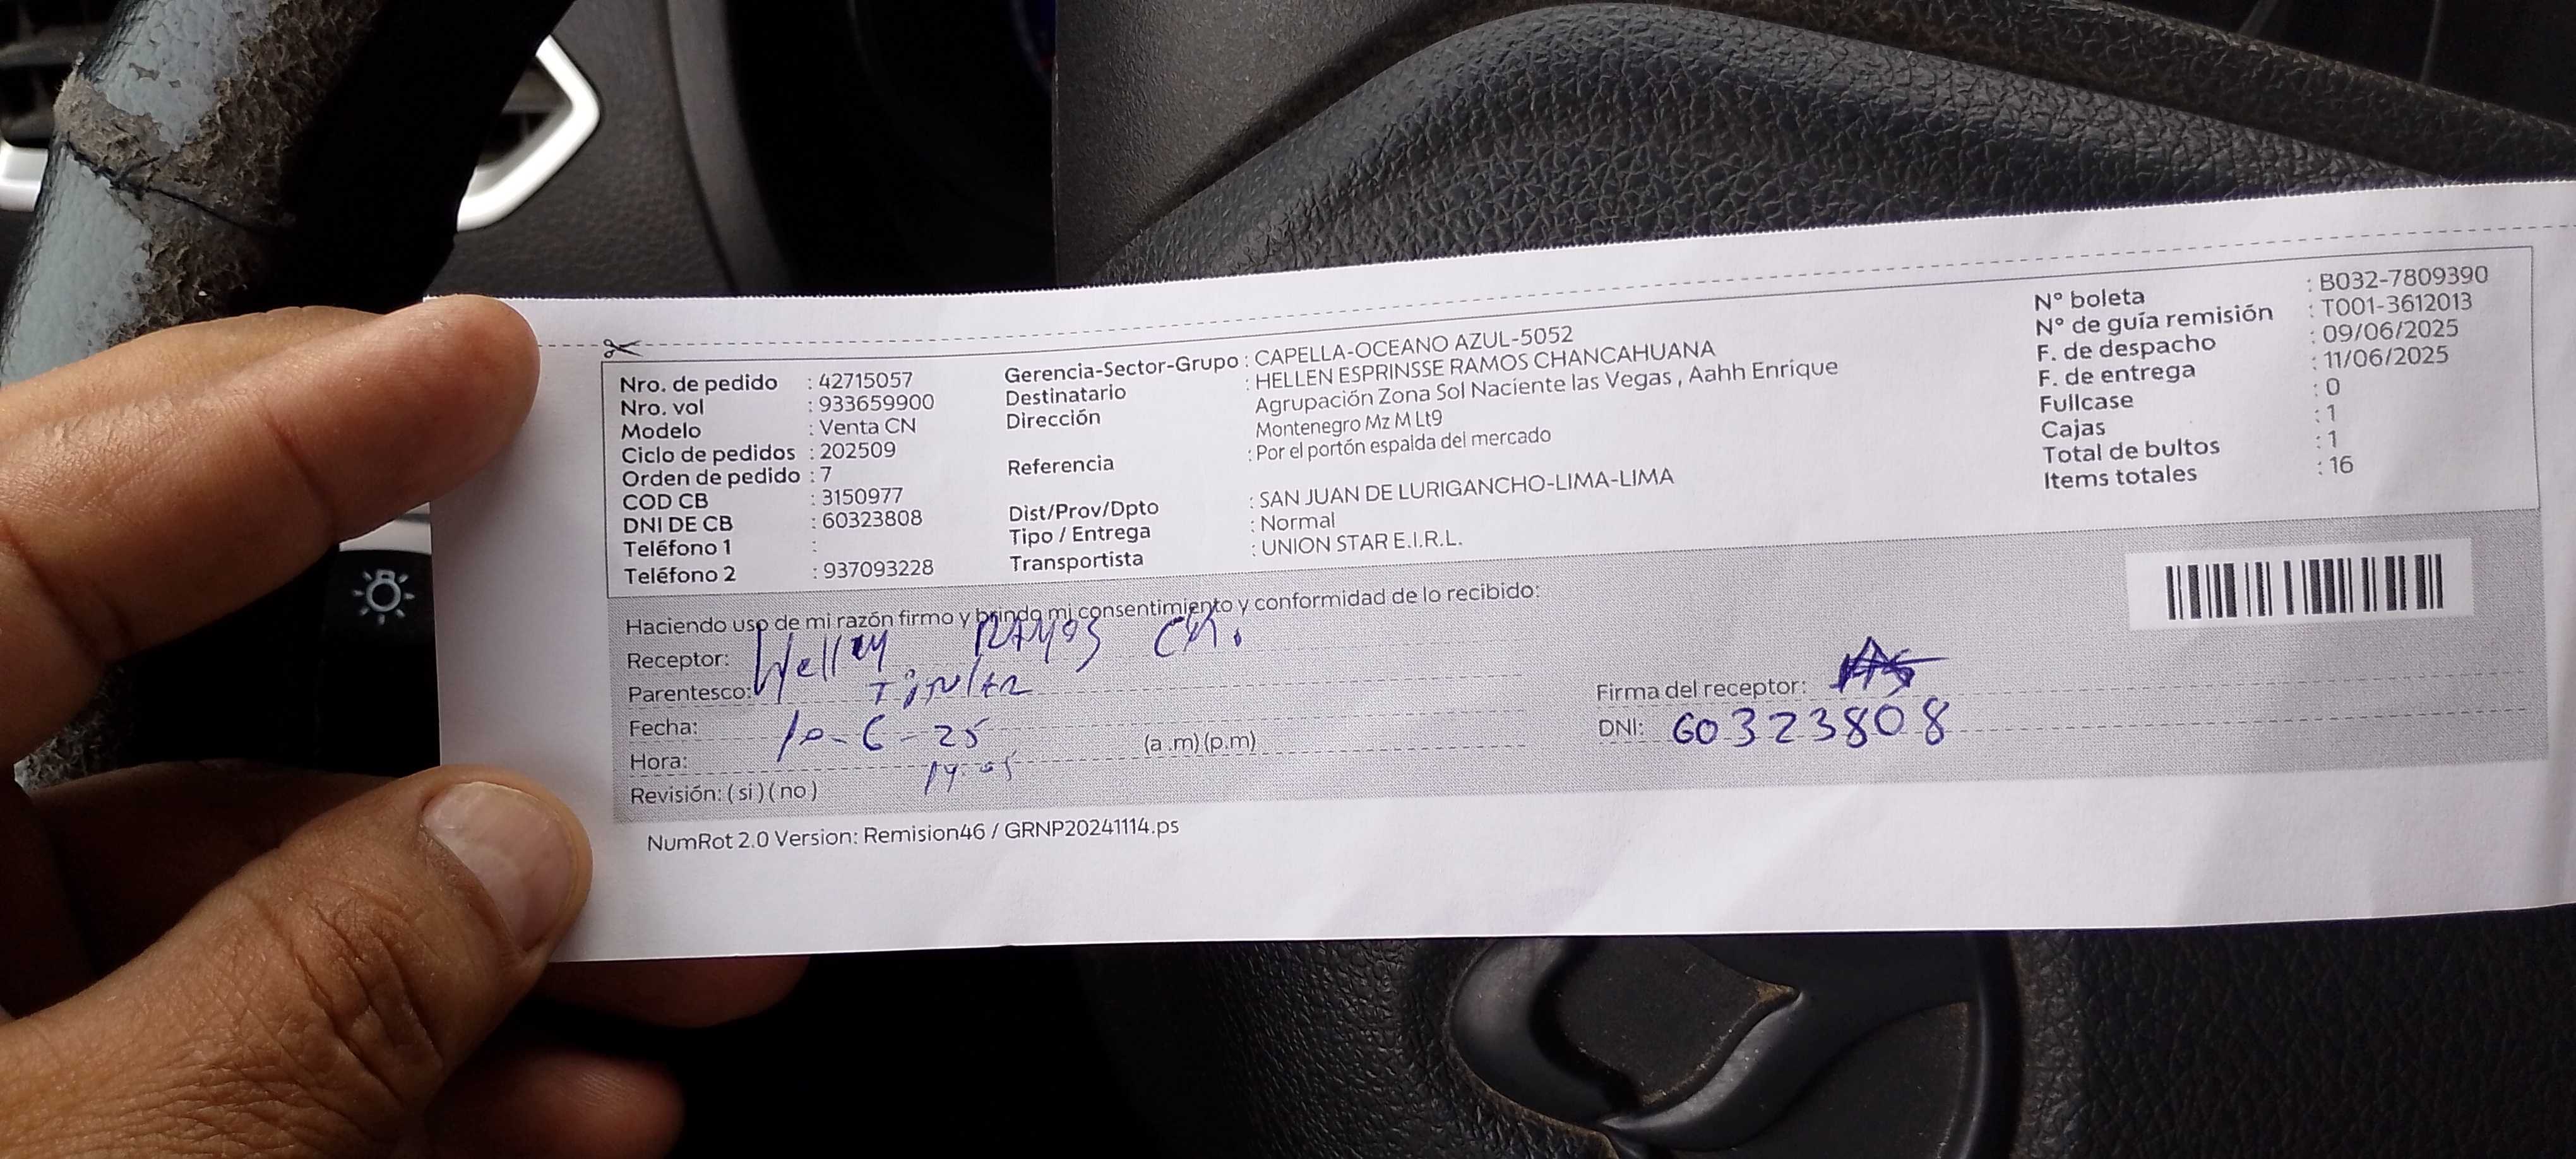 Nro. de pedido : 42715057
Nro. vol : 933659900
Modelo : Venta CN
Ciclo de pedidos : 202509
Orden de pedido : 7
COD CB : 3150977
DNI DE CB : 60323808
Teléfono 1 :
Teléfono 2 : 937093228
Gerencia-Sector-Grupo : CAPELLA-OCEANO AZUL-5052
Destinatario : HELLEN ESPRINSSE RAMOS CHANCAHUANA
Dirección Agrupación Zona Sol Naciente las Vegas , Aahh Enrique
Montenegro Mz M Lt9
Referencia : Por el portón espalda del mercado
Dist/Prov/Dpto : SAN JUAN DE LURIGANCHO-LIMA-LIMA
Tipo / Entrega : Normal
Transportista : UNION STAR E.I.R.L.
N° boleta : B032-7809390
N° de guía remisión : T001-3612013
F. de despacho : 09/06/2025
F. de entrega : 11/06/2025
Fullcase : 0
Cajas : 1
Total de bultos : 1
Items totales : 16
Haciendo uso de mi razón firmo y brindo mi consentimiento y conformidad de lo recibido:
Receptor: Helley RAMOS CH.
Parentesco: Titular
Fecha: 10-6-25
Hora: (a .m) (p.m)
Revisión: ( si ) ( no )
Firma del receptor:
DNI: 60323808
NumRot 2.0 Version: Remision46 / GRNP20241114.ps